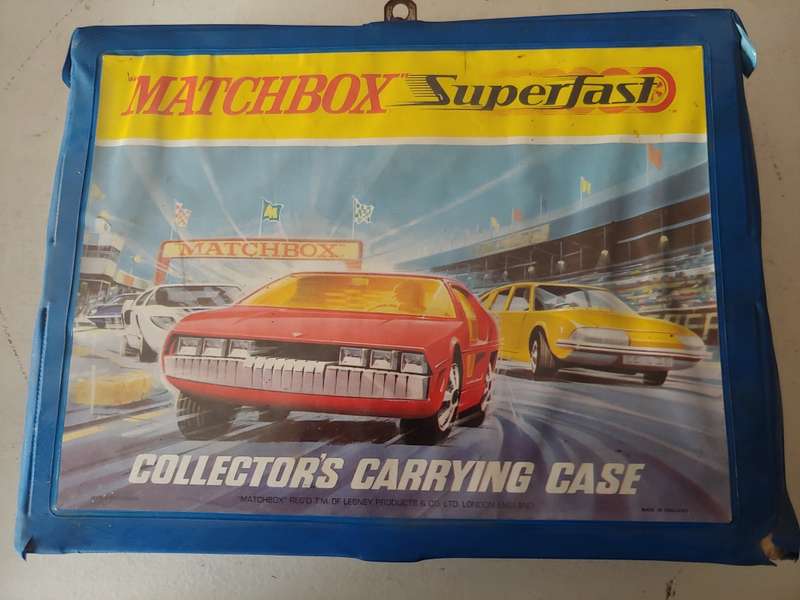 "MATCHBOX" Superfast
MATCHBOX
COLLECTOR'S CARRYING CASE
"MATCHBOX" REG'D T.M. OF LESNEY PRODUCTS & CO. LTD. LONDON ENGLAND
MADE IN ENGLAND